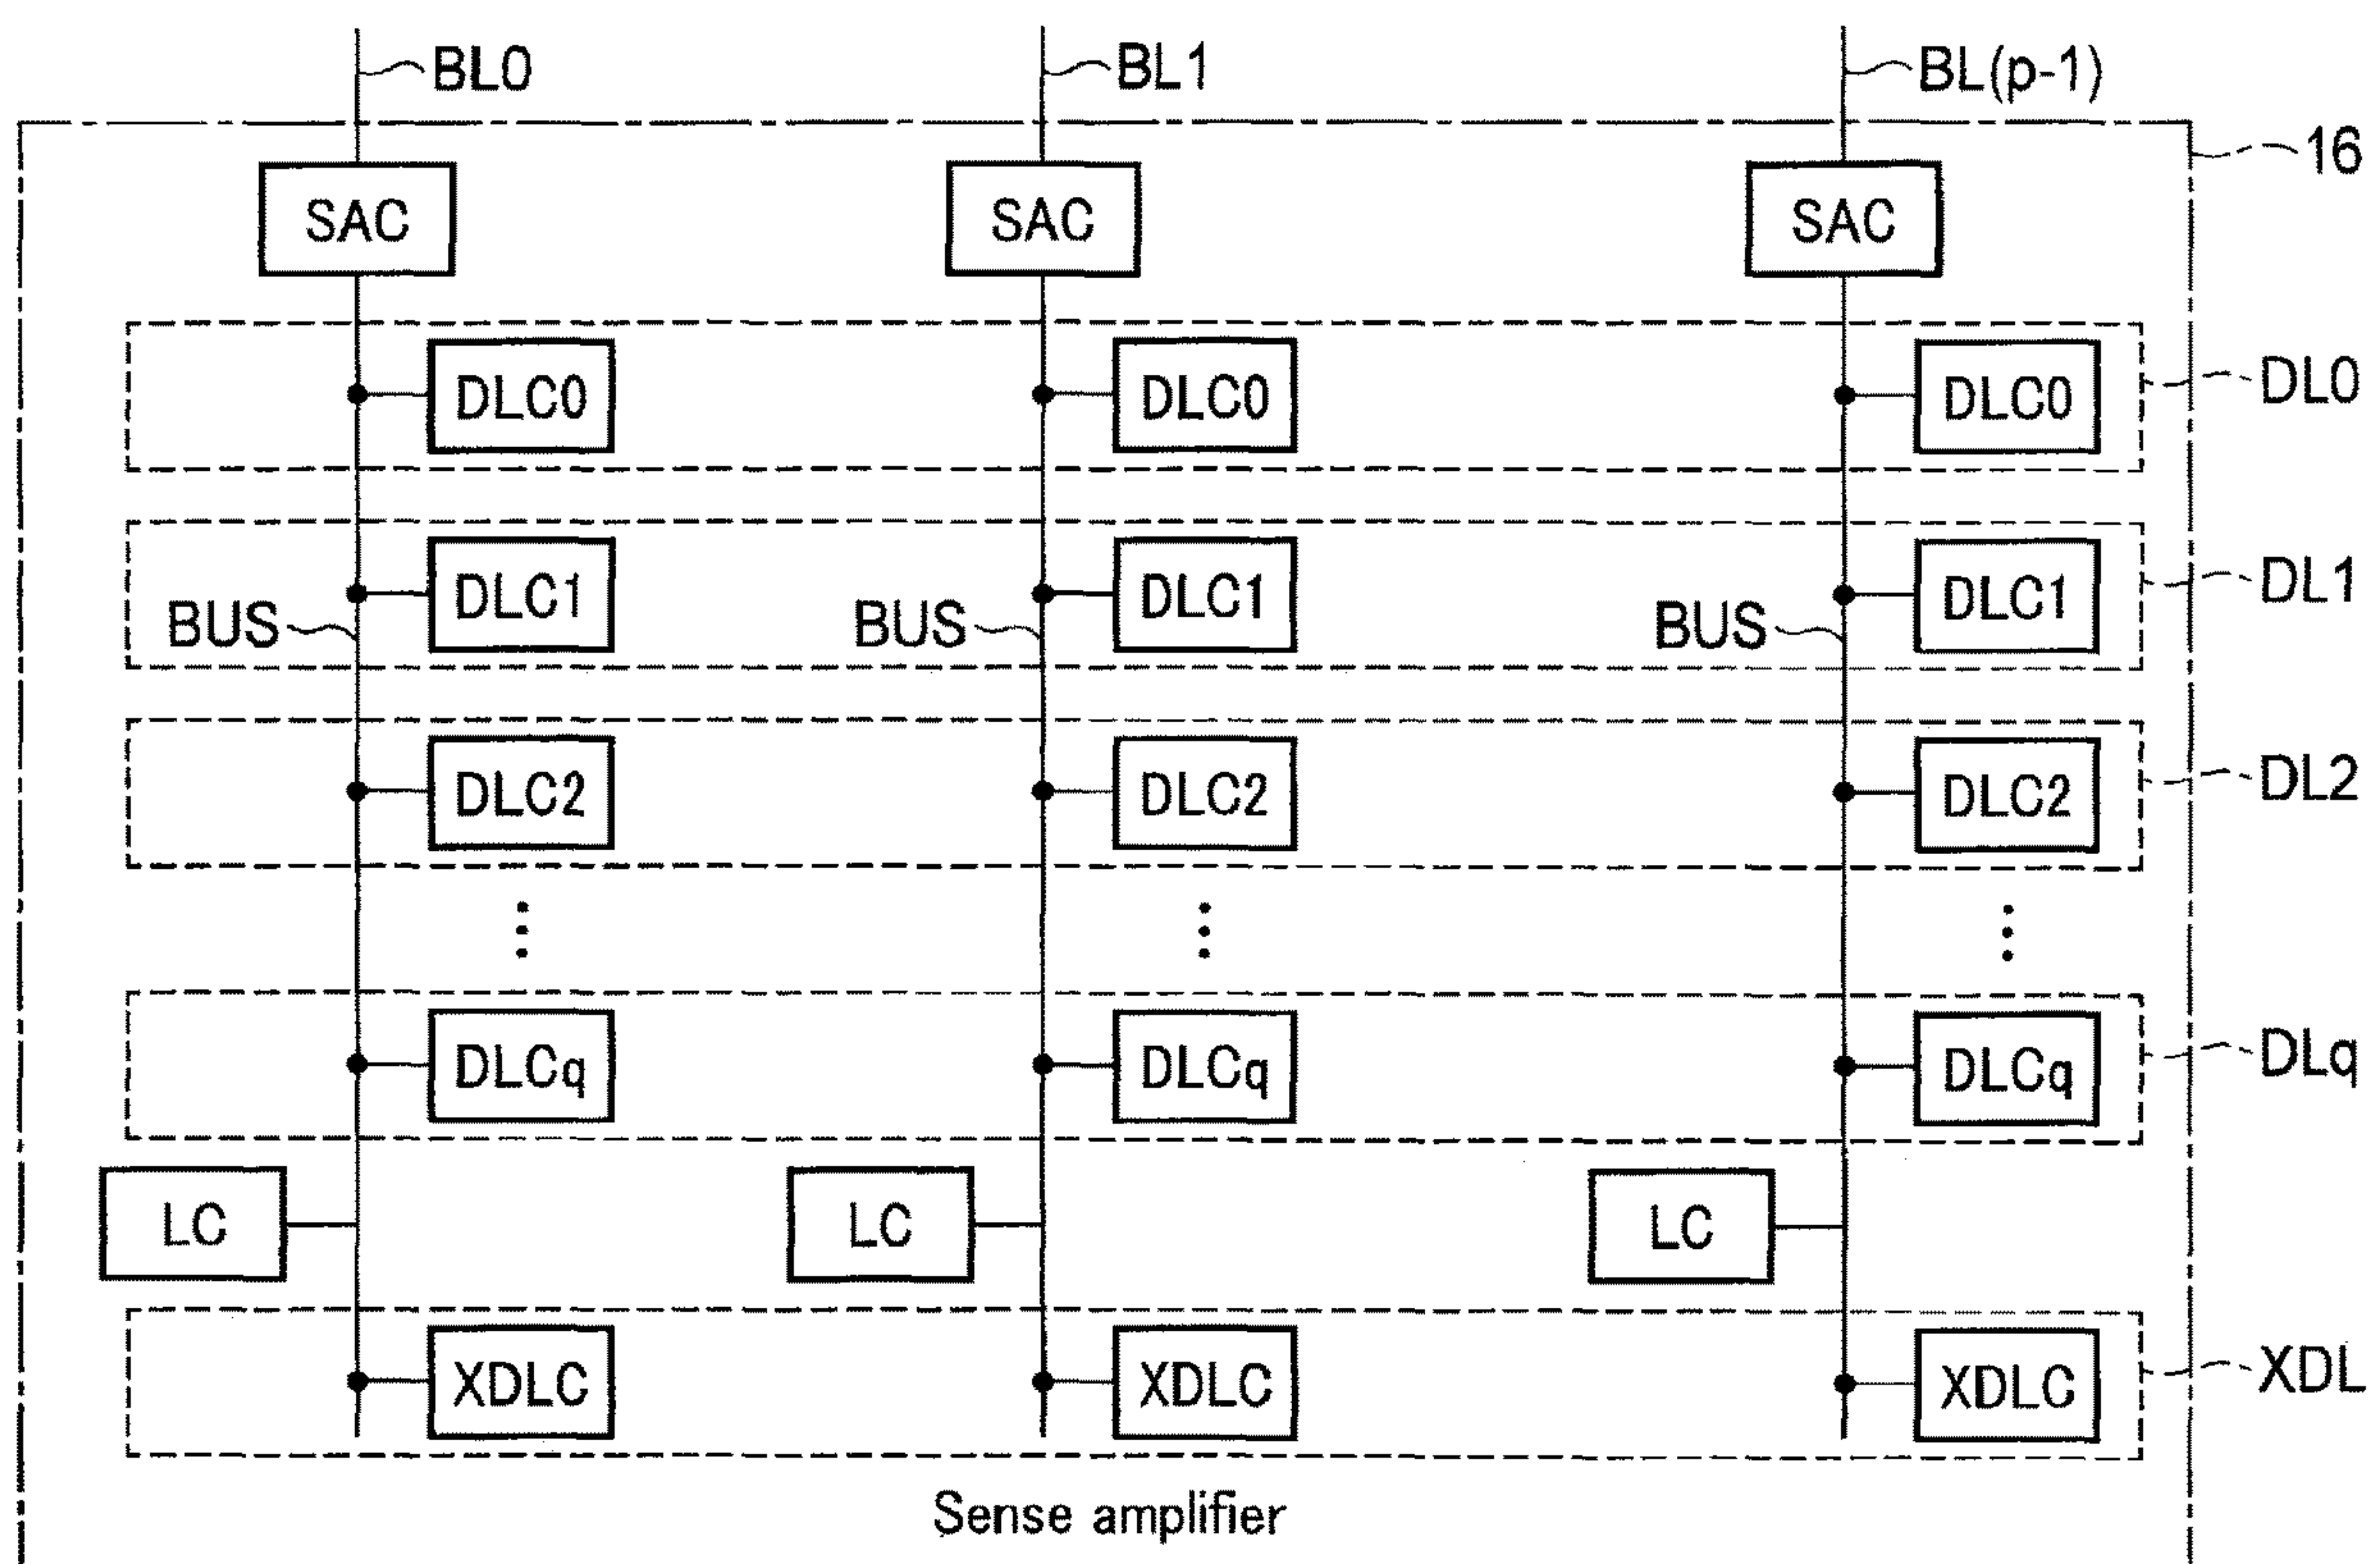 BL0 BL1 BL(p-1)
16
SAC SAC SAC
DLC0 DLC0 DLC0 DL0
DLC1 DLC1 DLC1 DL1
BUS BUS BUS
DLC2 DLC2 DLC2 DL2
DLCq DLCq DLCq DLq
LC LC LC
XDLC XDLC XDLC XDL
Sense amplifier